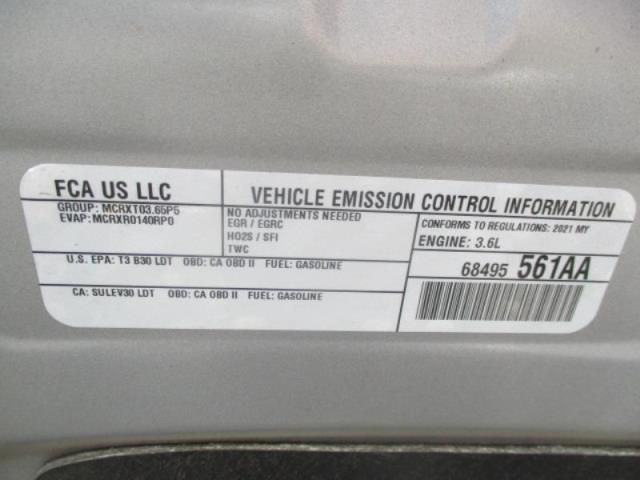 FCA US LLC
GROUP: MCRXT03.65P5
EVAP: MCRXR0140RP0
VEHICLE EMISSION CONTROL INFORMATION
NO ADJUSTMENTS NEEDED
EGR / EGRC
HO2S / SFI
TWC
CONFORMS TO REGULATIONS: 2021 MY
ENGINE: 3.6L
U.S. EPA: T3 B30 LDT OBD: CA OBD II FUEL: GASOLINE
68495 561AA
CA: SULEV30 LDT OBD: CA OBD II FUEL: GASOLINE